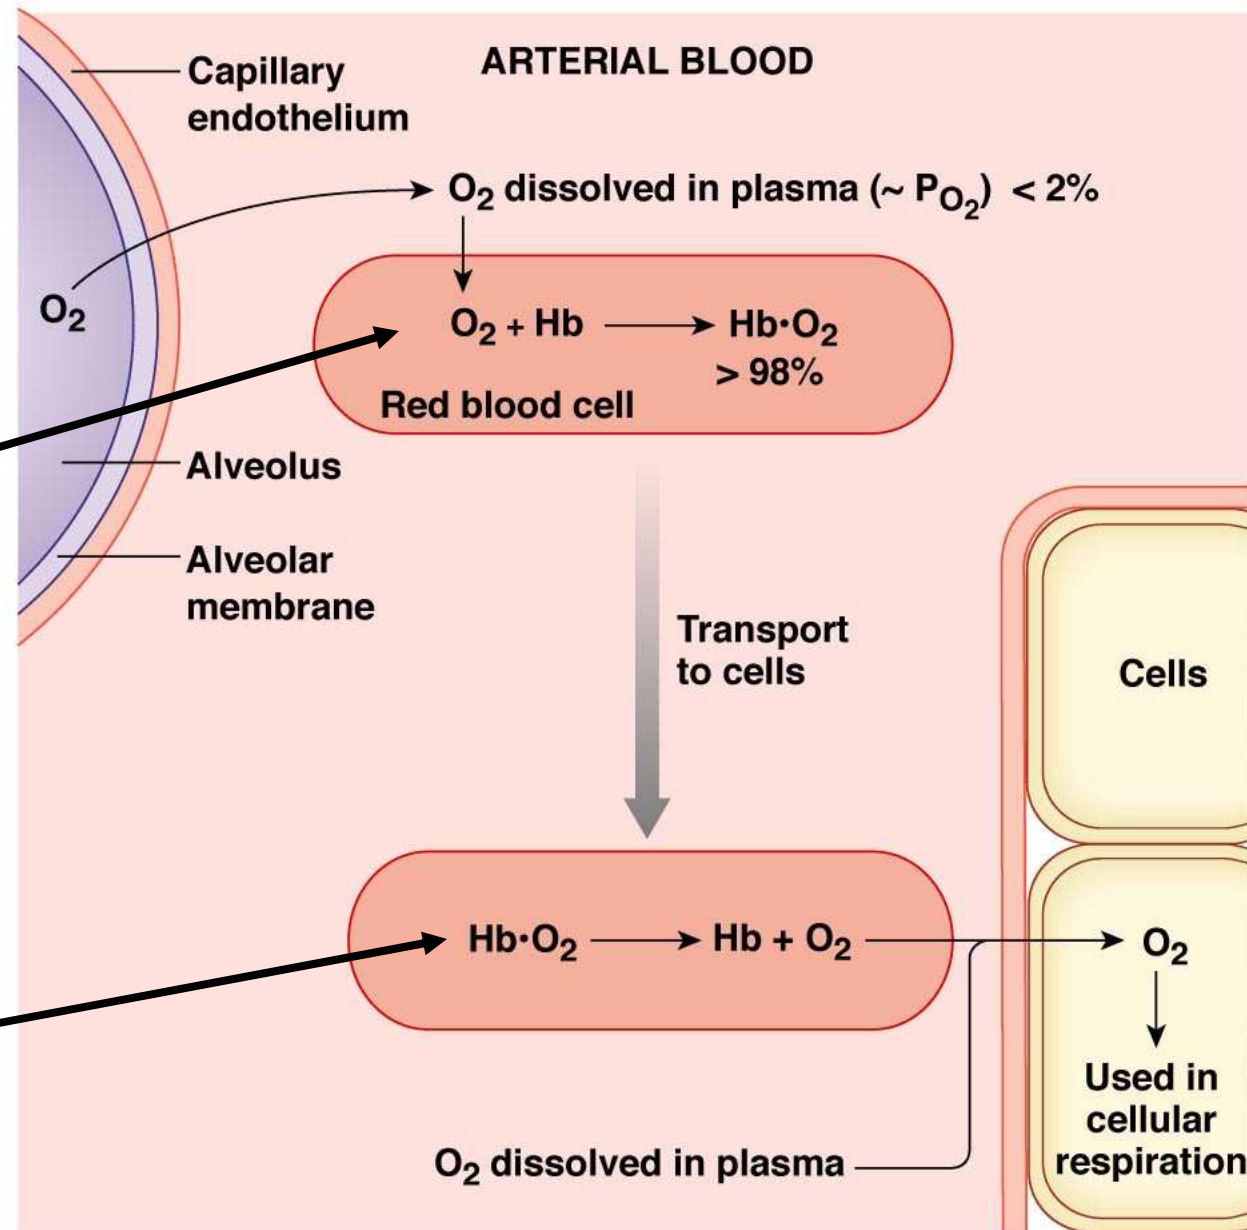 ARTERIAL BLOOD
Capillary
endothelium
O₂ dissolved in plasma (~ P_O₂) < 2%
O₂
O₂ + Hb Hb·O₂
> 98%
Red blood cell
Alveolus
Alveolar
membrane
Transport
to cells
Cells
Hb·O₂ Hb + O₂ O₂
Used in
cellular
respiration
O₂ dissolved in plasma